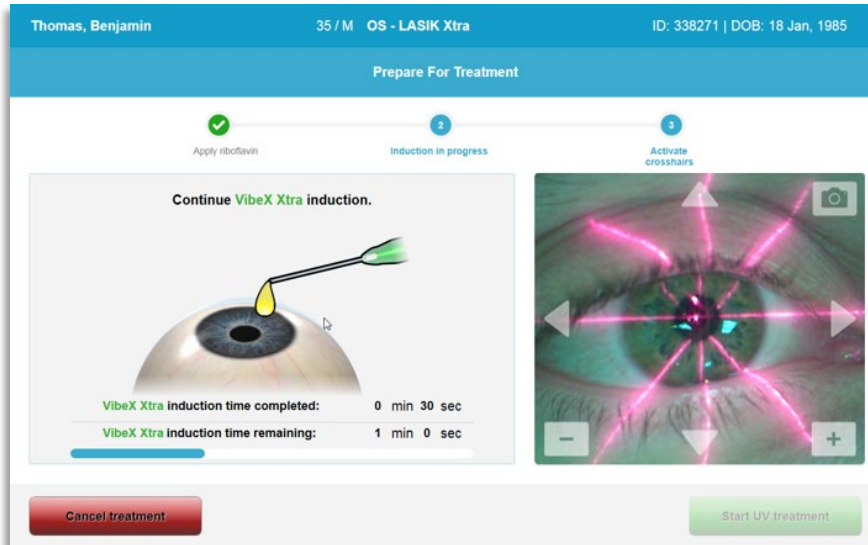 Thomas, Benjamin 35 / M OS - LASIK Xtra ID: 338271 | DOB: 18 Jan, 1985
Prepare For Treatment
2 3
Apply riboflavin Induction in progress Activate
crosshairs
Continue VibeX Xtra induction.
VibeX Xtra induction time completed: 0 min 30 sec
VibeX Xtra induction time remaining: 1 min 0 sec
Cancel treatment Start UV treatment